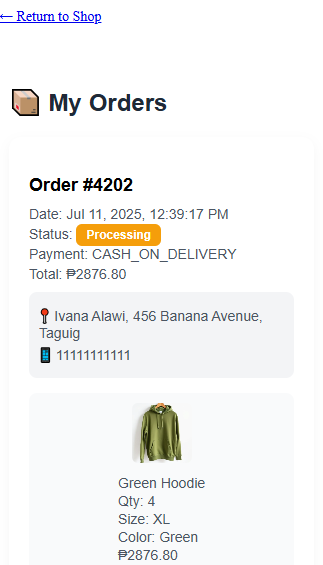 ← Return to Shop
My Orders
Order #4202
Date: Jul 11, 2025, 12:39:17 PM
Status: Processing
Payment: CASH_ON_DELIVERY
Total: ₱2876.80
Ivana Alawi, 456 Banana Avenue,
Taguig
11111111111
Green Hoodie
Qty: 4
Size: XL
Color: Green
₱2876.80